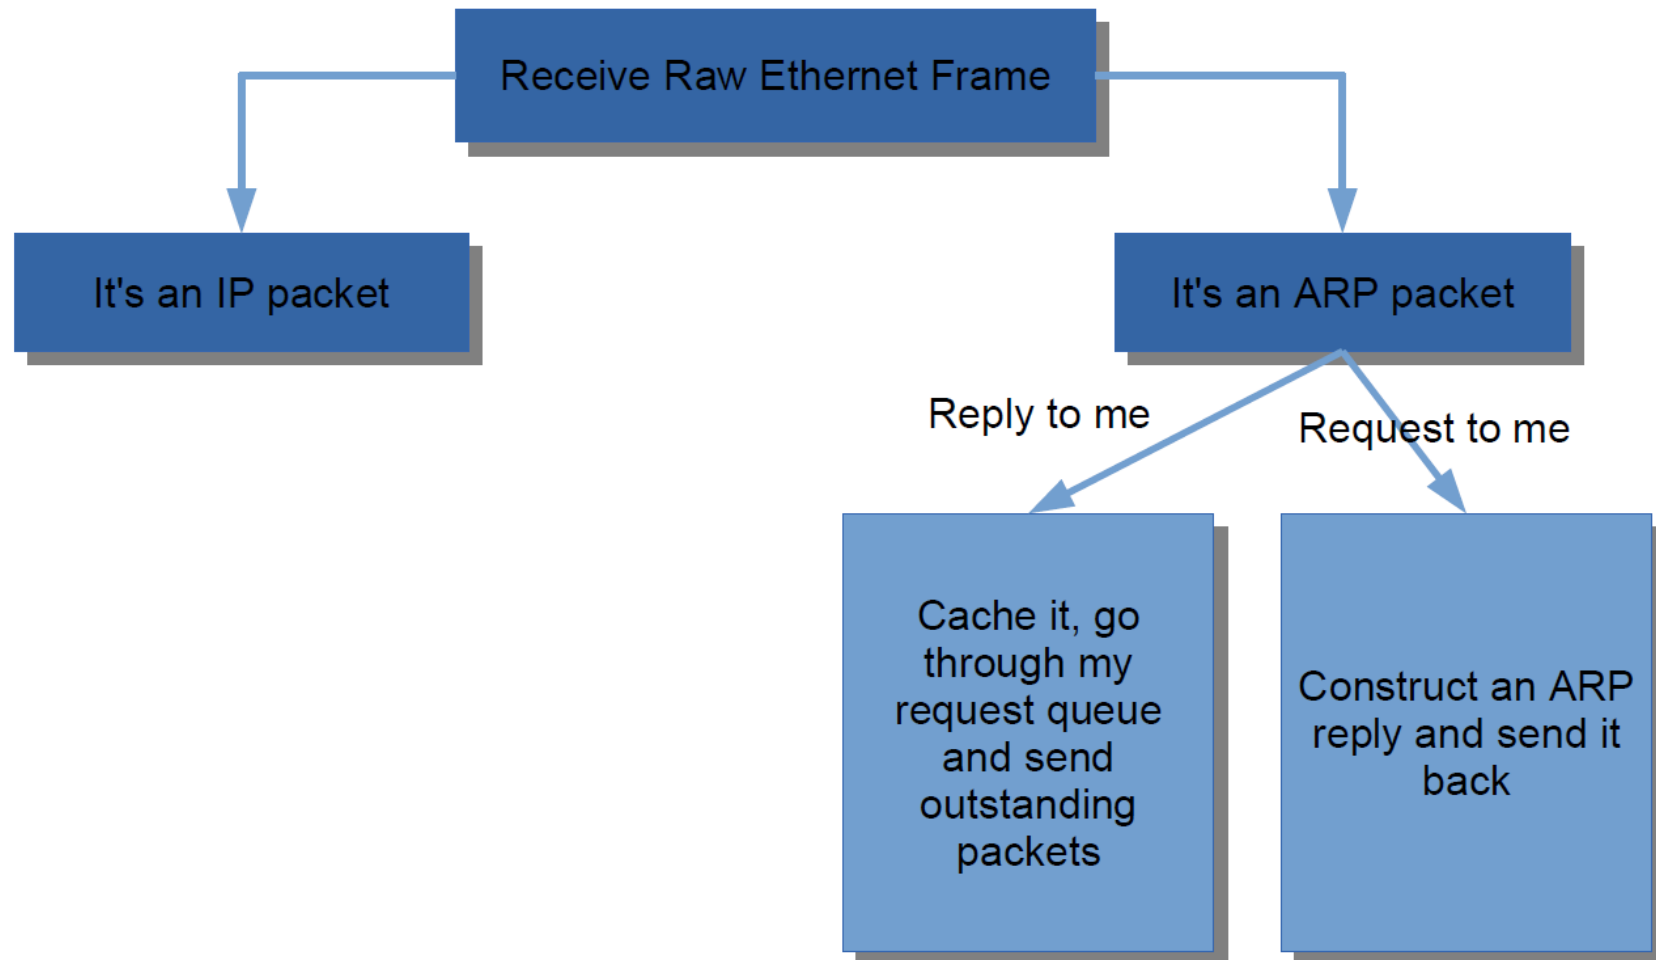 Receive Raw Ethernet Frame
It's an IP packet
It's an ARP packet
Reply to me
Request to me
Cache it, go
through my
request queue
and send
outstanding
packets
Construct an ARP
reply and send it
back